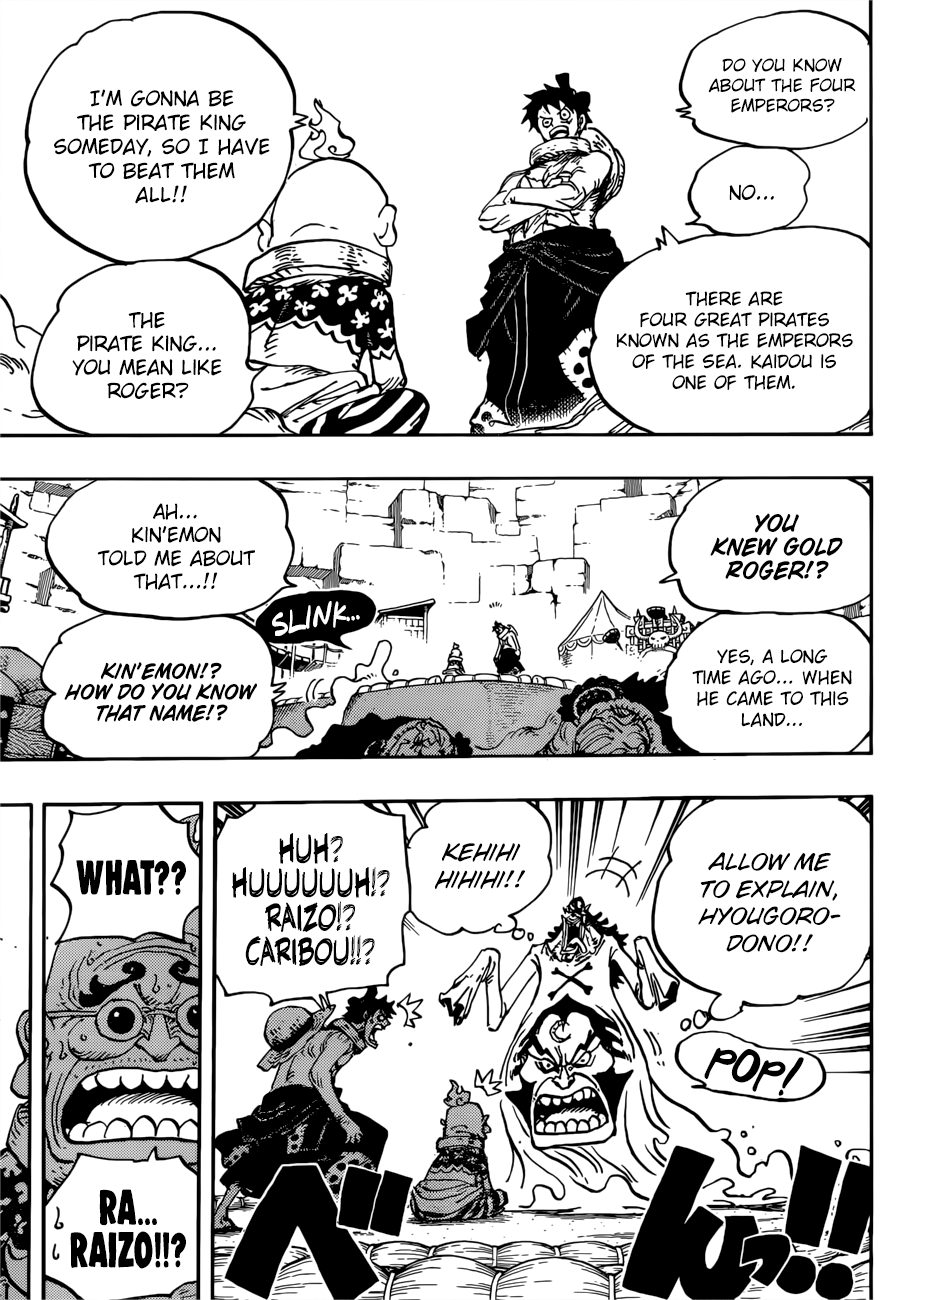 DO YOU KNOW
ABOUT THE FOUR
EMPERORS?
NO...
THERE ARE
FOUR GREAT PIRATES
KNOWN AS THE EMPERORS
OF THE SEA. KAIDOU IS
ONE OF THEM.
I'M GONNA BE
THE PIRATE KING
SOMEDAY, SO I HAVE
TO BEAT THEM
ALL!!
THE
PIRATE KING...
YOU MEAN LIKE
ROGER?
YOU
KNEW GOLD
ROGER!?
YES, A LONG
TIME AGO... WHEN
HE CAME TO THIS
LAND...
AH...
KIN'EMON
TOLD ME ABOUT
THAT...!!
SLINK...
KIN'EMON!?
HOW DO YOU KNOW
THAT NAME!?
ALLOW ME
TO EXPLAIN,
HYOUGORO-
DONO!!
POP!
KEHIHI
HIHIHI!!
HUH?
HUUUUUUH!?
RAIZO!?
CARIBOU!!?
べんっ!!
WHAT??
RA...
RAIZO!!?